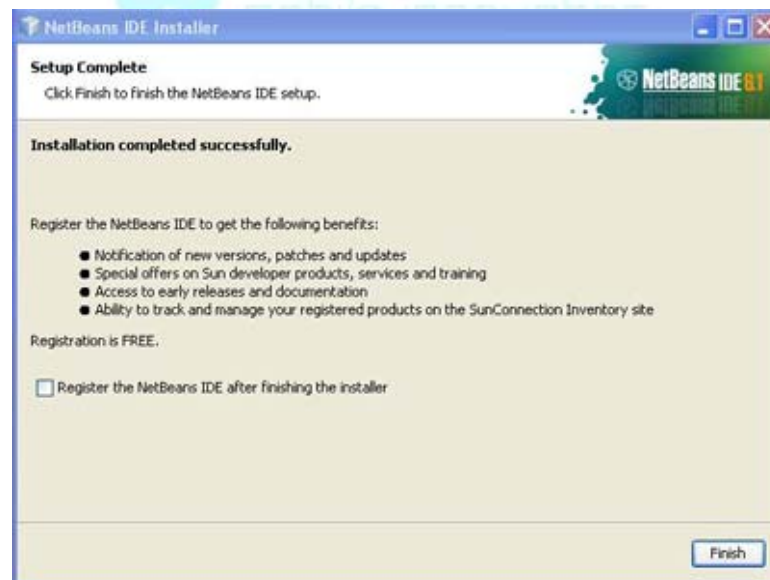 NetBeans IDE Installer
Setup Complete
Click Finish to finish the NetBeans IDE setup.
NetBeans IDE 6.1
Installation completed successfully.
Register the NetBeans IDE to get the following benefits:
Notification of new versions, patches and updates
Special offers on Sun developer products, services and training
Access to early releases and documentation
Ability to track and manage your registered products on the SunConnection Inventory site
Registration is FREE.
Register the NetBeans IDE after finishing the installer
Finish